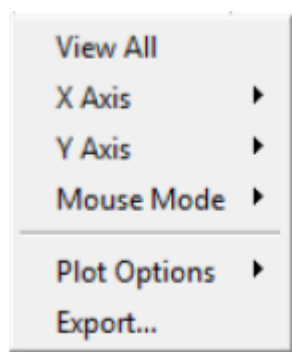 View All
X Axis
Y Axis
Mouse Mode
Plot Options
Export...